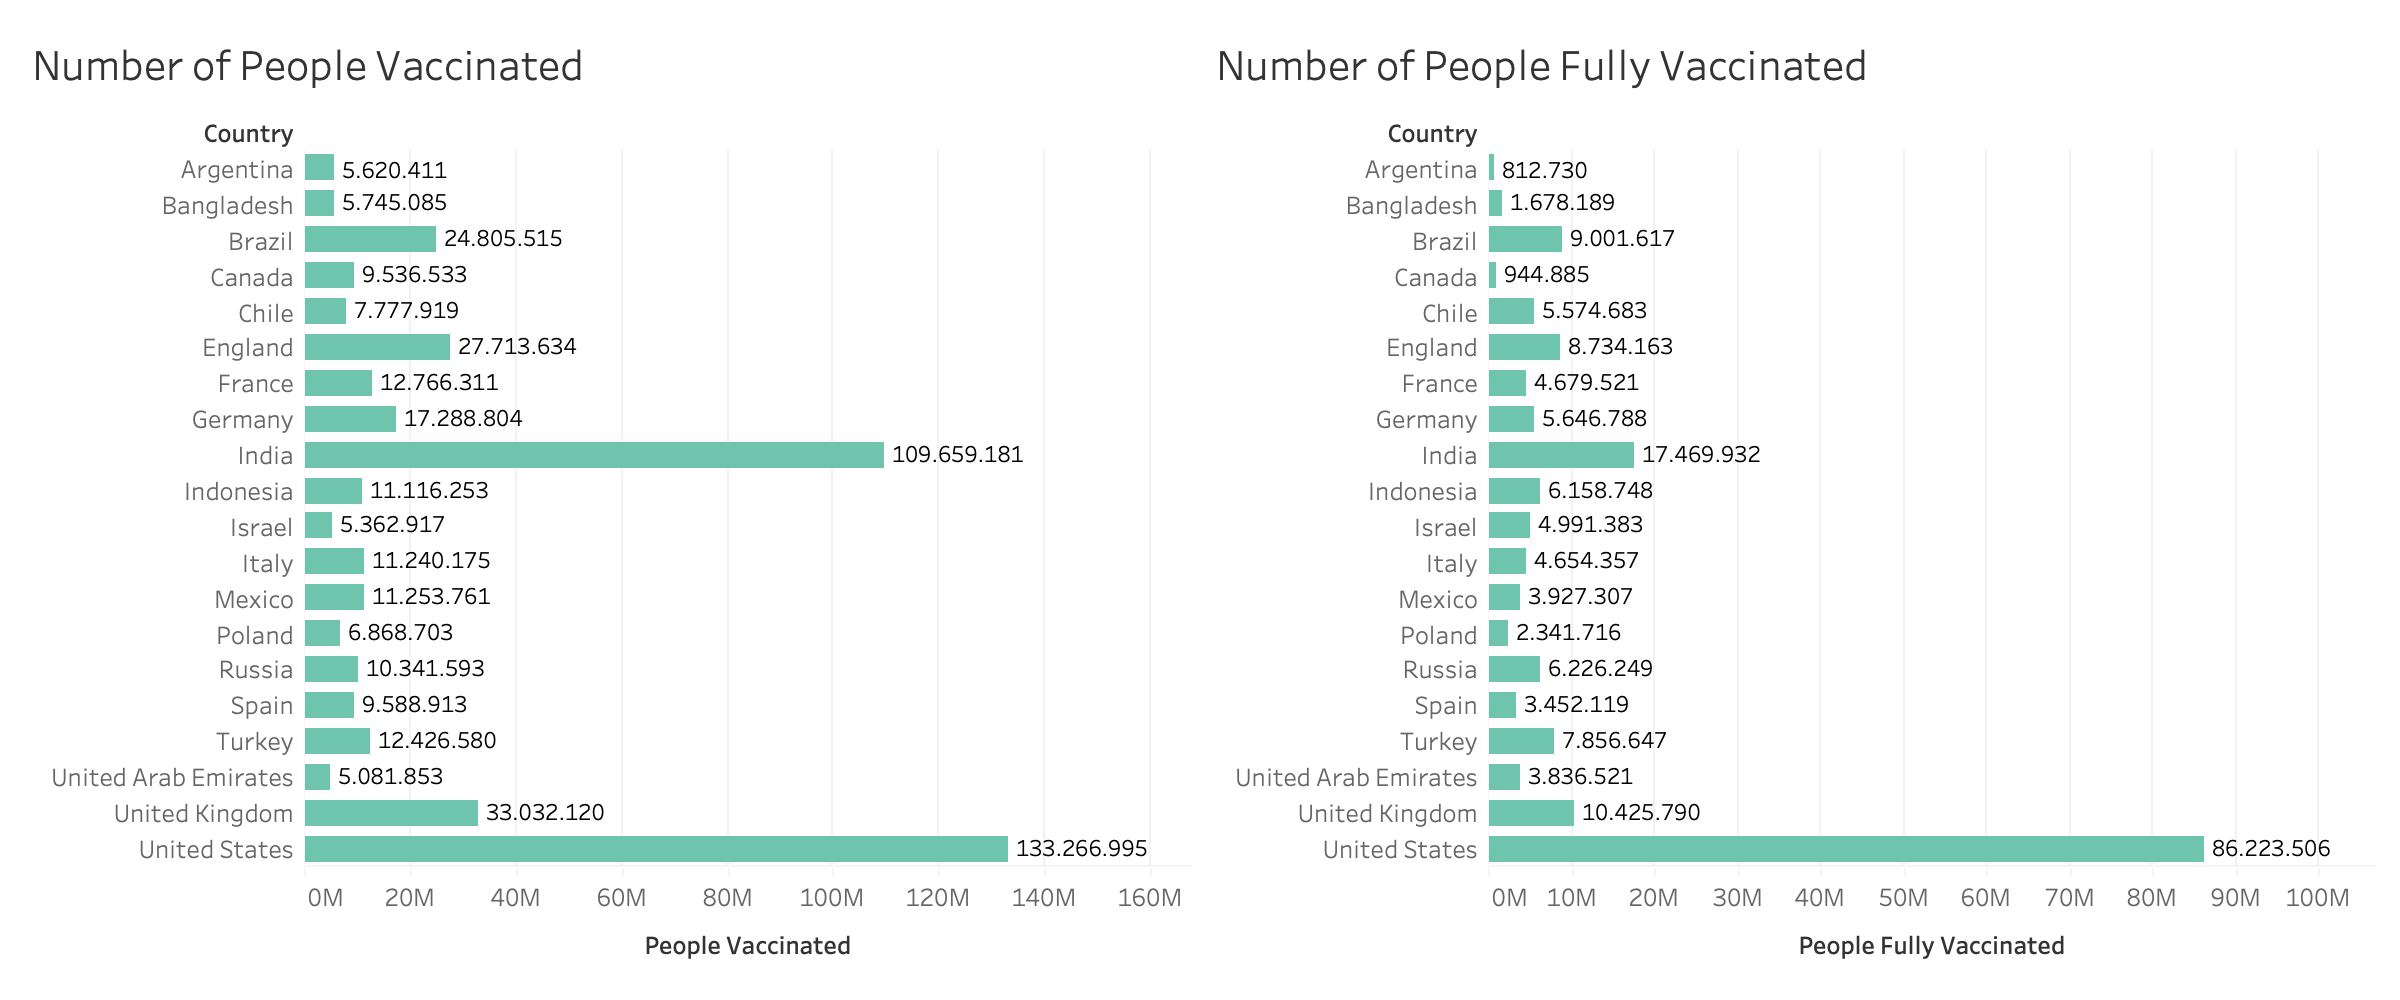 Number of People Vaccinated
Country
Argentina 5.620.411
Bangladesh 5.745.085
Brazil 24.805.515
Canada 9.536.533
Chile 7.777.919
England 27.713.634
France 12.766.311
Germany 17.288.804
India 109.659.181
Indonesia 11.116.253
Israel 5.362.917
Italy 11.240.175
Mexico 11.253.761
Poland 6.868.703
Russia 10.341.593
Spain 9.588.913
Turkey 12.426.580
United Arab Emirates 5.081.853
United Kingdom 33.032.120
United States 133.266.995
0M 20M 40M 60M 80M 100M 120M 140M 160M
People Vaccinated
Number of People Fully Vaccinated
Country
Argentina 812.730
Bangladesh 1.678.189
Brazil 9.001.617
Canada 944.885
Chile 5.574.683
England 8.734.163
France 4.679.521
Germany 5.646.788
India 17.469.932
Indonesia 6.158.748
Israel 4.991.383
Italy 4.654.357
Mexico 3.927.307
Poland 2.341.716
Russia 6.226.249
Spain 3.452.119
Turkey 7.856.647
United Arab Emirates 3.836.521
United Kingdom 10.425.790
United States 86.223.506
0M 10M 20M 30M 40M 50M 60M 70M 80M 90M 100M
People Fully Vaccinated